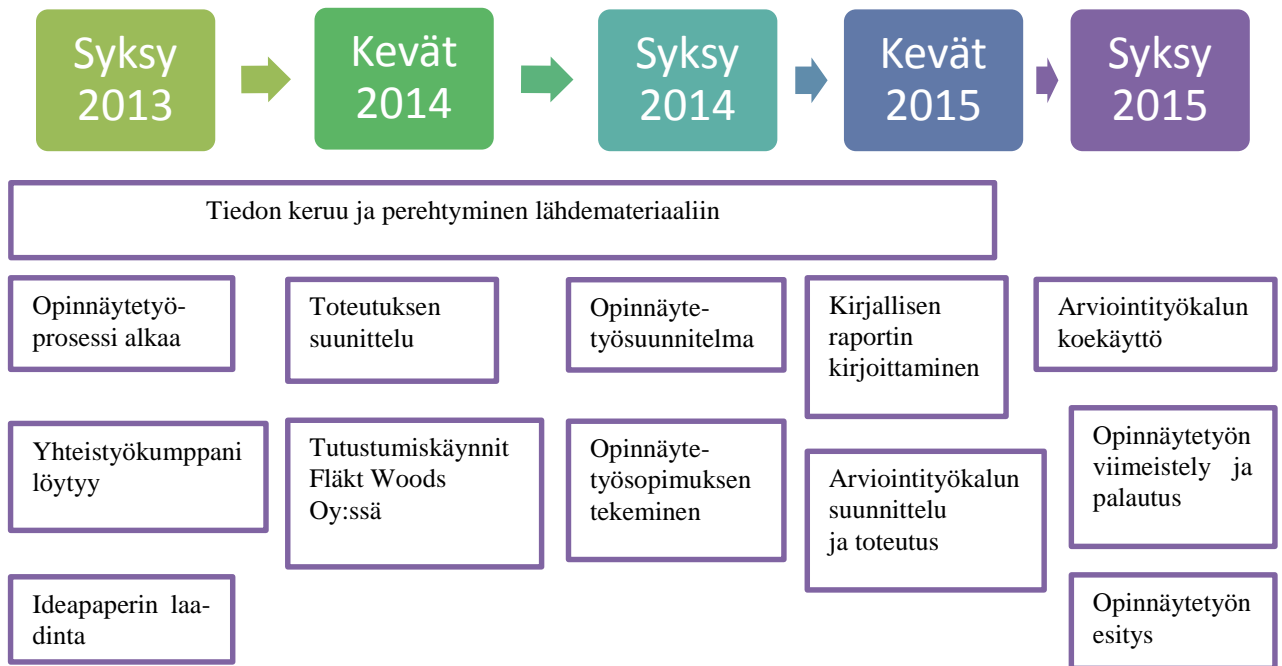 Syksy
2013
Kevät
2014
Syksy
2014
Kevät
2015
Syksy
2015
Tiedon keruu ja perehtyminen lähdemateriaaliin
Opinnäytetyö-
prosessi alkaa
Toteutuksen
suunnittelu
Opinnäyte-
työsuunnitelma
Kirjallisen
raportin
kirjoittaminen
Arviointityökalun
koekäyttö
Yhteistyökumppani
löytyy
Tutustumiskäynnit
Fläkt Woods
Oy:ssä
Opinnäyte-
työsopimuksen
tekeminen
Arviointityökalun
suunnittelu
ja toteutus
Opinnäytetyön
viimeistely ja
palautus
Ideapaperin laa-
dinta
Opinnäytetyön
esitys